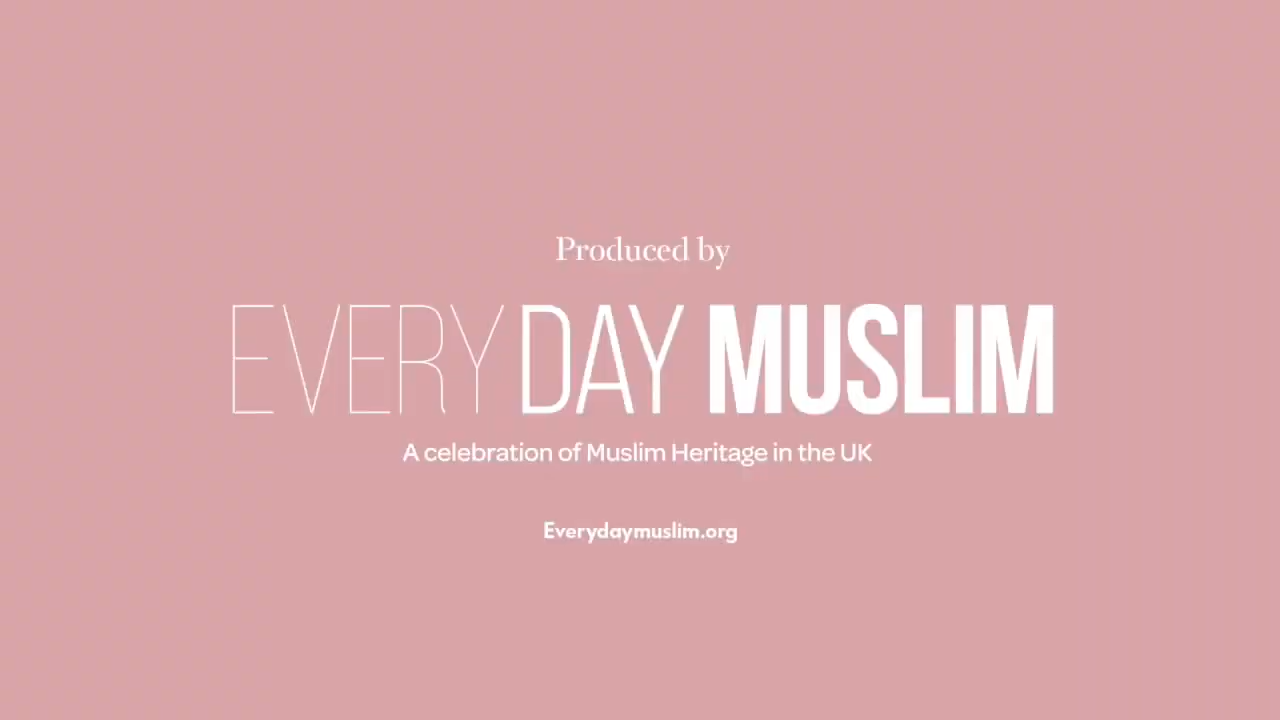 Produced by
EVERYDAY MUSLIM
A celebration of Muslim Heritage in the UK
Everydaymuslim.org